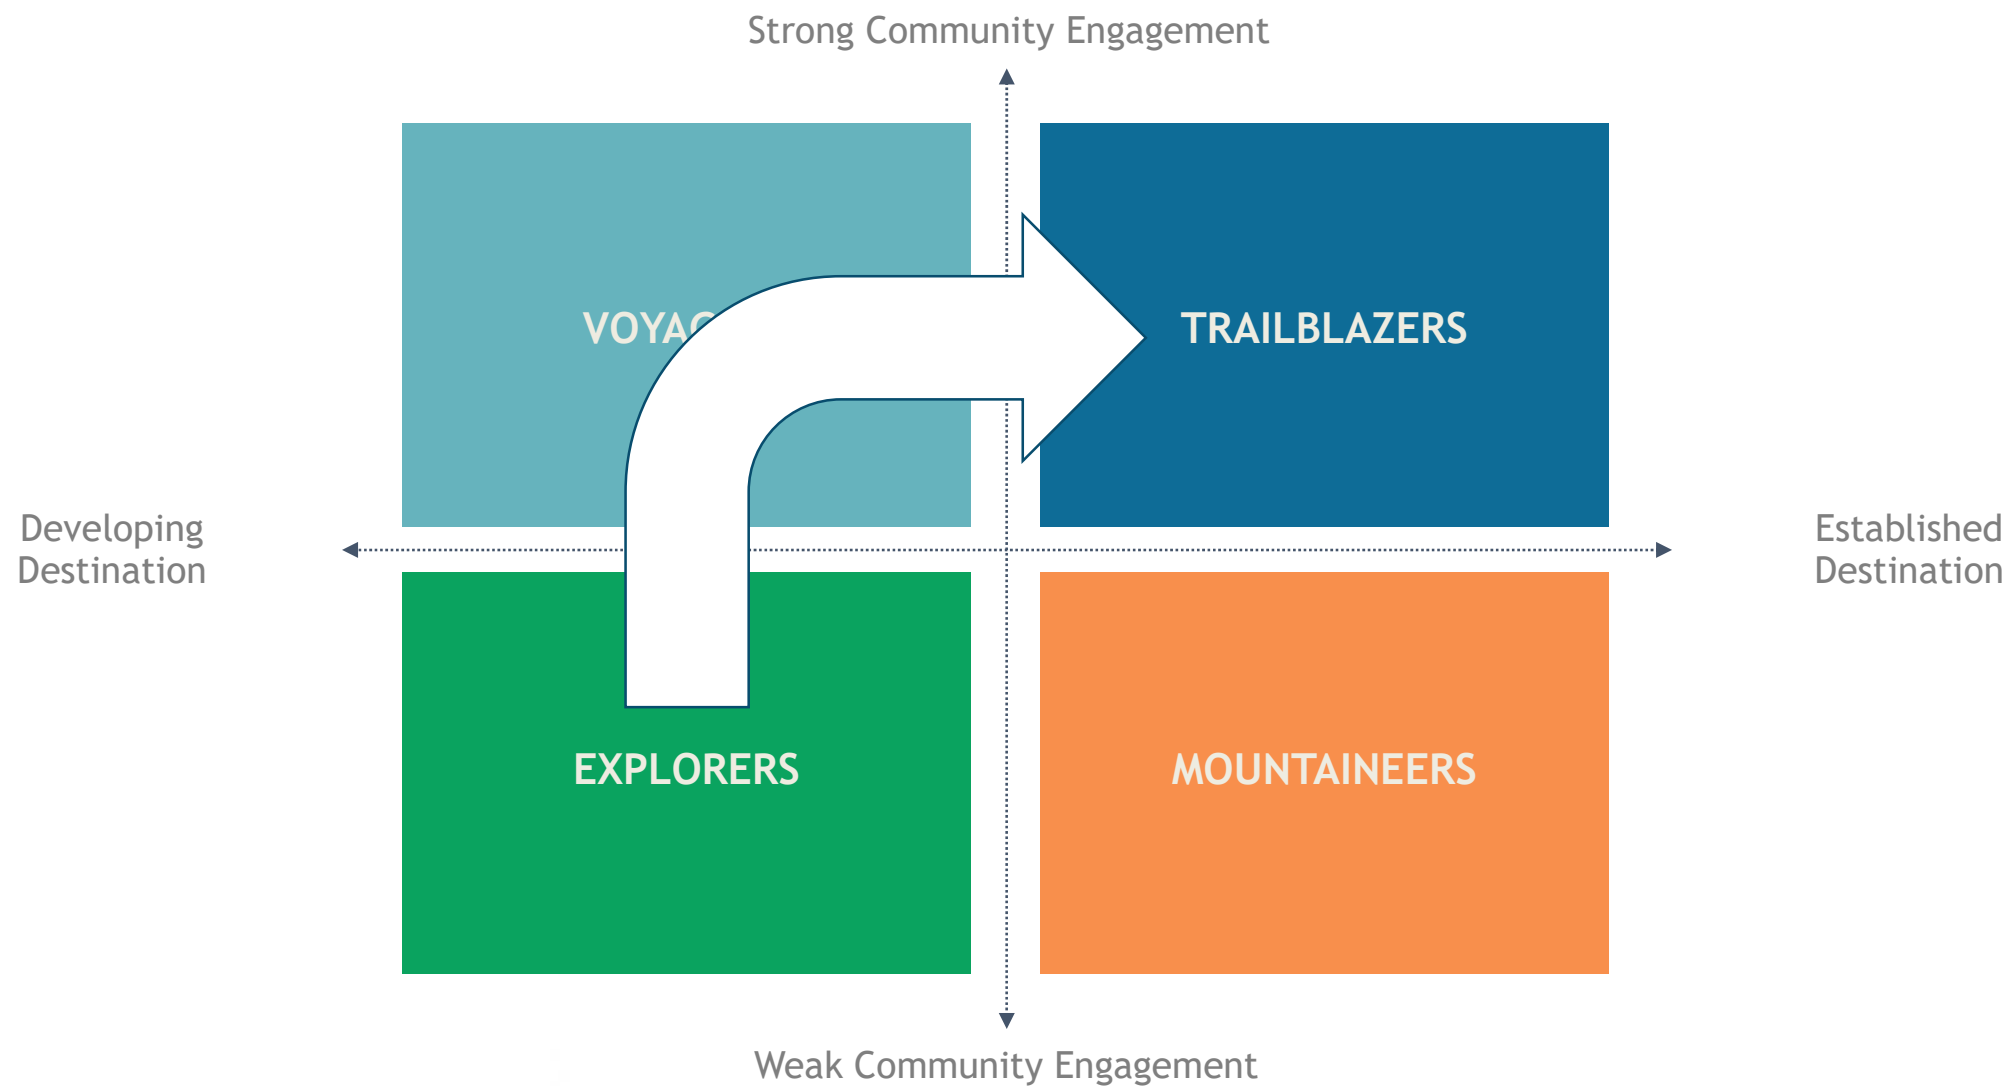 Strong Community Engagement
TRAILBLAZERS
Developing
Destination
Established
Destination
EXPLORERS
MOUNTAINEERS
Weak Community Engagement